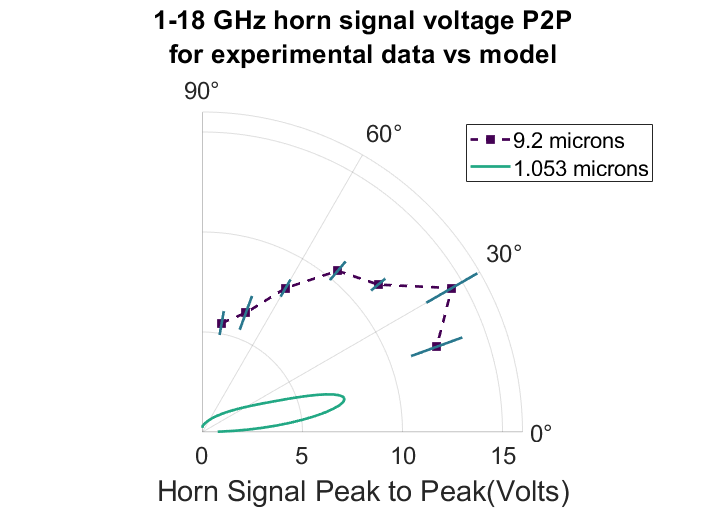 1-18 GHz horn signal voltage P2P
for experimental data vs model
90°
60°
9.2 microns
1.053 microns
30°
0°
0 5 10 15
Horn Signal Peak to Peak(Volts)